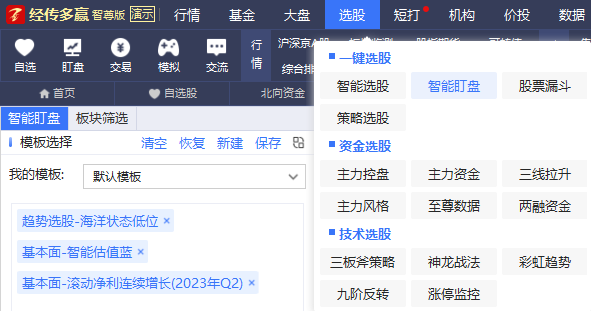 经传多赢 智尊版 演示 行情 基金 大盘 选股 短打 机构 价投 数据
自选 盯盘 交易 模拟 交流 行情 沪深京A股
综合排
首页 自选股 北向资金
智能盯盘 板块筛选
模板选择 清空 恢复 新建 保存
我的模板: 默认模板
趋势选股-海洋状态低位 ×
基本面-智能估值蓝 ×
基本面-滚动净利连续增长(2023年Q2) ×
一键选股
智能选股 智能盯盘 股票漏斗
策略选股
资金选股
主力控盘 主力资金 三线拉升
主力风格 至尊数据 两融资金
技术选股
三板斧策略 神龙战法 彩虹趋势
九阶反转 涨停监控